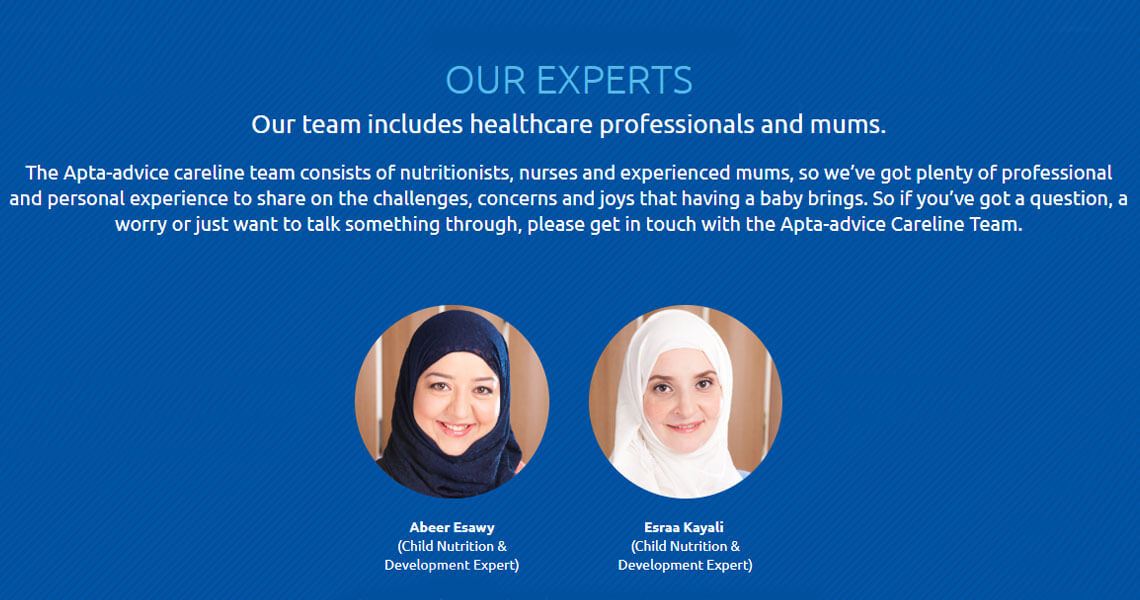 OUR EXPERTS
Our team includes healthcare professionals and mums.
The Apta-advice careline team consists of nutritionists, nurses and experienced mums, so we’ve got plenty of professional
and personal experience to share on the challenges, concerns and joys that having a baby brings. So if you’ve got a question, a
worry or just want to talk something through, please get in touch with the Apta-advice Careline Team.
Abeer Esawy
(Child Nutrition &
Development Expert)
Esraa Kayali
(Child Nutrition &
Development Expert)